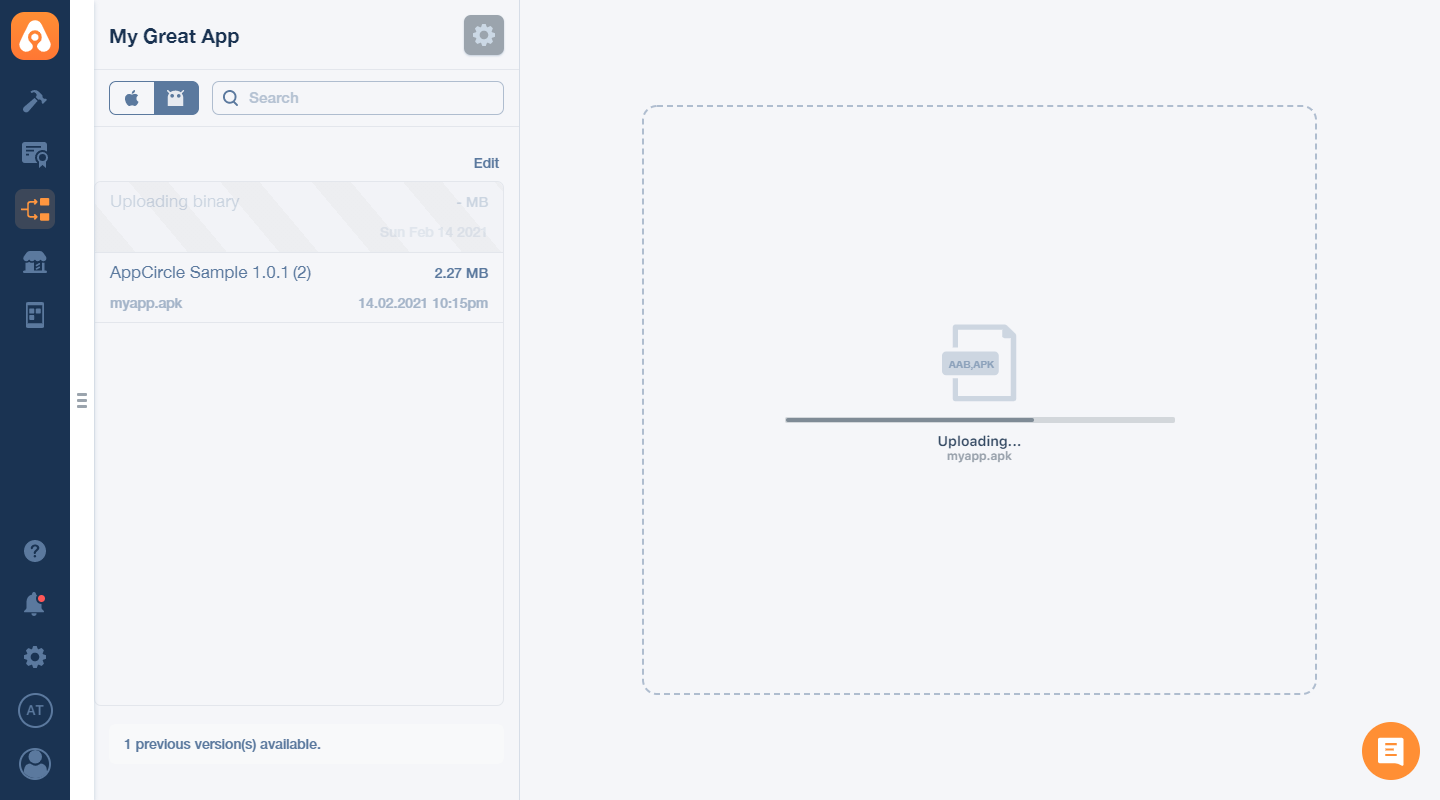 My Great App
Search
Edit
Uploading binary - MB
Sun Feb 14 2021
AppCircle Sample 1.0.1 (2) 2.27 MB
myapp.apk 14.02.2021 10:15pm
1 previous version(s) available.
AAB,APK
Uploading...
myapp.apk
?
AT